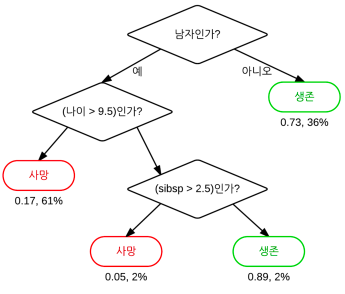 남자인가?
예
아니오
(나이 > 9.5)인가?
생존
0.73, 36%
사망
0.17, 61%
(sibsp > 2.5)인가?
사망
0.05, 2%
생존
0.89, 2%